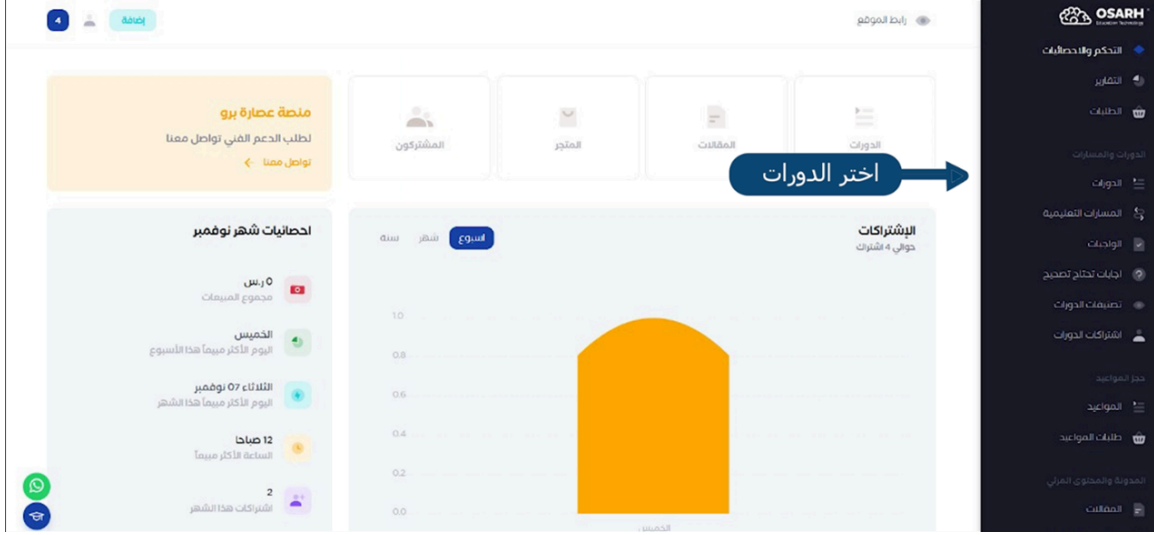 OSARH
Education Technology
التحكم والاحصائيات
التقارير
الطلبات
الدورات والمسارات
الدورات
المسارات التعليمية
الواجبات
اجابات تحتاج تصحيح
تصنيفات الدورات
اشتراكات الدورات
حجز المواعيد
المواعيد
طلبات المواعيد
المدونة والمحتوى المرئي
المقالات
رابط الموقع
إضافة
4
الدورات
المقالات
المتجر
المشتركون
منصة عصارة برو
لطلب الدعم الفني تواصل معنا
تواصل معنا
اختر الدورات
الإشتراكات
حوالي 4 اشتراك
اسبوع
شهر
سنة
1.0
0.8
0.6
0.4
0.2
0.0
الخميس
احصائيات شهر نوفمبر
0 ر.س
مجموع المبيعات
الخميس
اليوم الأكثر مبيعاً هذا الأسبوع
الثلاثاء 07 نوفمبر
اليوم الأكثر مبيعاً هذا الشهر
12 صباحا
الساعة الأكثر مبيعاً
2
اشتراكات هذا الشهر